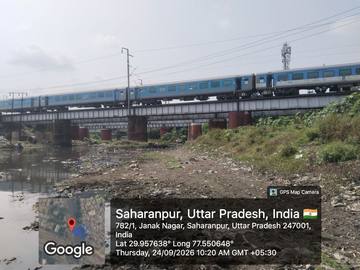 GPS Map Camera
Saharanpur, Uttar Pradesh, India
782/1, Janak Nagar, Saharanpur, Uttar Pradesh 247001,
India
Lat 29.957638° Long 77.550648°
Thursday, 24/09/2026 10:20 AM GMT +05:30
Google